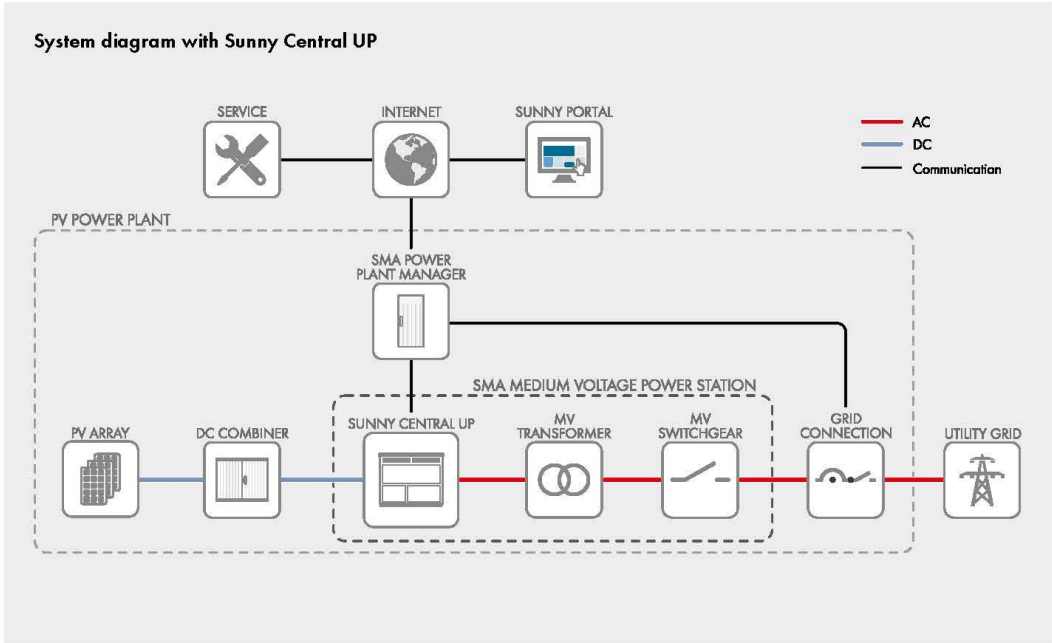 System diagram with Sunny Central UP
SERVICE
INTERNET
SUNNY PORTAL
AC
DC
Communication
PV POWER PLANT
SMA POWER
PLANT MANAGER
SMA MEDIUM VOLTAGE POWER STATION
PV ARRAY
DC COMBINER
SUNNY CENTRAL UP
MV
TRANSFORMER
MV
SWITCHGEAR
GRID
CONNECTION
UTILITY GRID